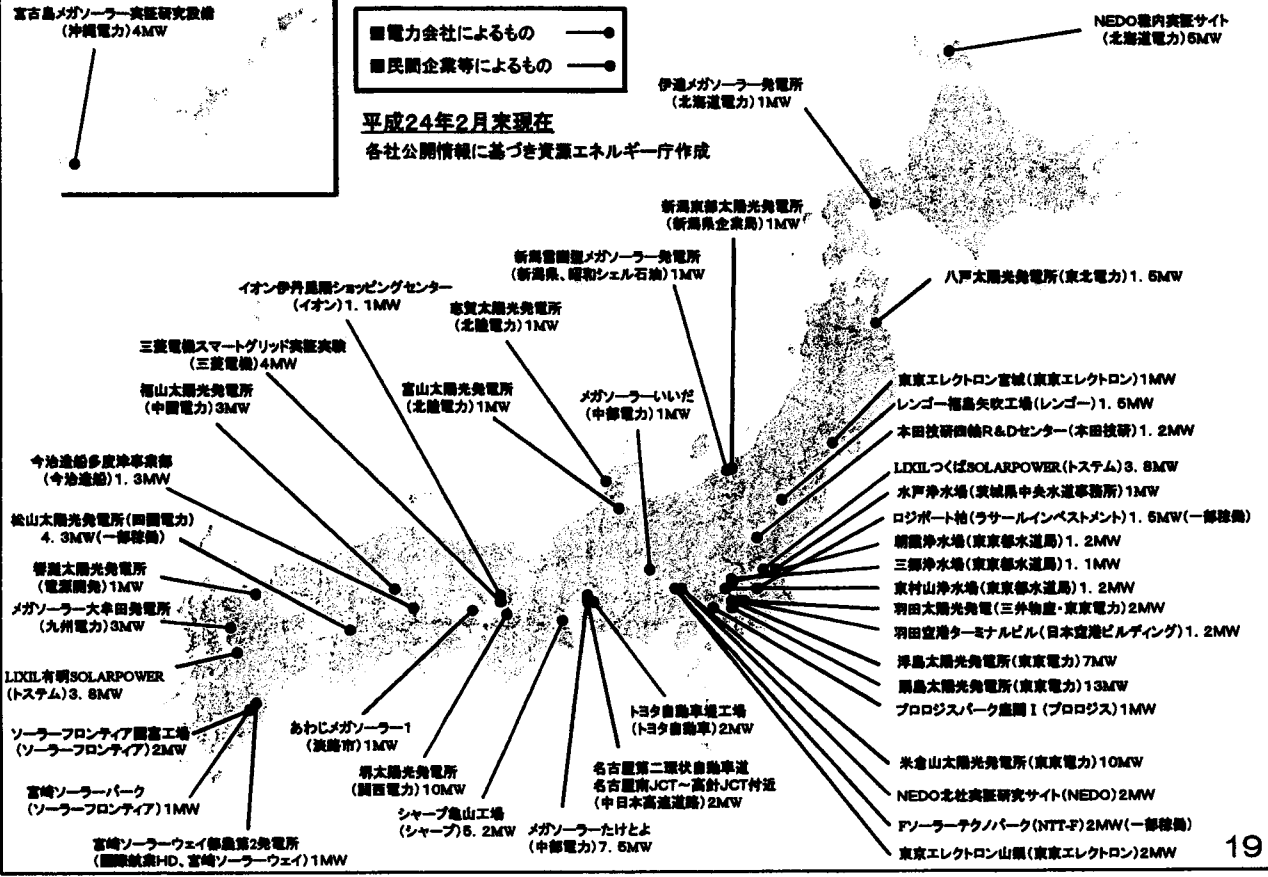 宮古島メガソーラー実証研究設備
(沖縄電力)4MW
■電力会社によるもの
■民間企業等によるもの
平成24年2月末現在
各社公開情報に基づき資源エネルギー庁作成
NEDO稚内実証サイト
(北海道電力)5MW
伊達メガソーラー発電所
(北海道電力)1MW
新潟東部太陽光発電所
(新潟県企業局)1MW
新潟雪国型メガソーラー発電所
(新潟県、昭和シェル石油)1MW
八戸太陽光発電所(東北電力)1.5MW
イオン伊丹昆陽ショッピングセンター
(イオン)1.1MW
志賀太陽光発電所
(北陸電力)1MW
三菱電機スマートグリッド実証実験
(三菱電機)4MW
福山太陽光発電所
(中国電力)3MW
富山太陽光発電所
(北陸電力)1MW
メガソーラーいいだ
(中部電力)1MW
東京エレクトロン宮城(東京エレクトロン)1MW
レンゴー福島矢吹工場(レンゴー)1.5MW
本田技研四輪R&Dセンター(本田技研)1.2MW
LIXILつくばSOLARPOWER(トステム)3.8MW
水戸浄水場(茨城県中央水道事務所)1MW
ロジポート柏(ラサールインベストメント)1.5MW(一部稼働)
朝霞浄水場(東京都水道局)1.2MW
三郷浄水場(東京都水道局)1.1MW
東村山浄水場(東京都水道局)1.2MW
羽田太陽光発電(三井物産・東京電力)2MW
羽田空港ターミナルビル(日本空港ビルディング)1.2MW
浮島太陽光発電所(東京電力)7MW
扇島太陽光発電所(東京電力)13MW
プロロジスパーク座間Ⅰ(プロロジス)1MW
米倉山太陽光発電所(東京電力)10MW
NEDO北杜実証研究サイト(NEDO)2MW
Fソーラーテクノパーク(NTT-F)2MW(一部稼働)
東京エレクトロン山梨(東京エレクトロン)2MW
今治造船多度津事業部
(今治造船)1.3MW
松山太陽光発電所(四国電力)
4.3MW(一部稼働)
響灘太陽光発電所
(電源開発)1MW
メガソーラー大牟田発電所
(九州電力)3MW
LIXIL有明SOLARPOWER
(トステム)3.8MW
ソーラーフロンティア国富工場
(ソーラーフロンティア)2MW
宮崎ソーラーパーク
(ソーラーフロンティア)1MW
宮崎ソーラーウェイ都農第2発電所
(国際航業HD、宮崎ソーラーウェイ)1MW
あわじメガソーラー1
(淡路市)1MW
堺太陽光発電所
(関西電力)10MW
シャープ亀山工場
(シャープ)5.2MW
メガソーラーたけとよ
(中部電力)7.5MW
トヨタ自動車堤工場
(トヨタ自動車)2MW
名古屋第二環状自動車道
名古屋南JCT～高針JCT付近
(中日本高速道路)2MW
19